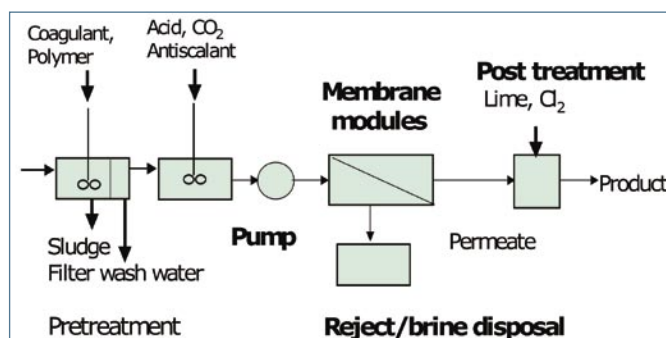 Coagulant,
Polymer
Acid, CO₂
Antiscalant
Membrane
modules
Post treatment
Lime, Cl₂
Product
Pump
Permeate
Sludge
Filter wash water
Pretreatment
Reject/brine disposal